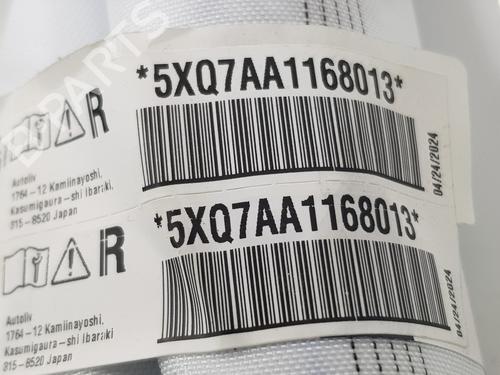 *5XQ7AA1168013*
R
Autoliv
1764-12 Kamiinayoshi,
Kasumigaura-shi Ibaraki,
315-8520 Japan
04/24/2024
*5XQ7AA1168013*
R
Autoliv
1764-12 Kamiinayoshi,
Kasumigaura-shi Ibaraki
315-8520 Japan
04/24/2024
B-PARTS